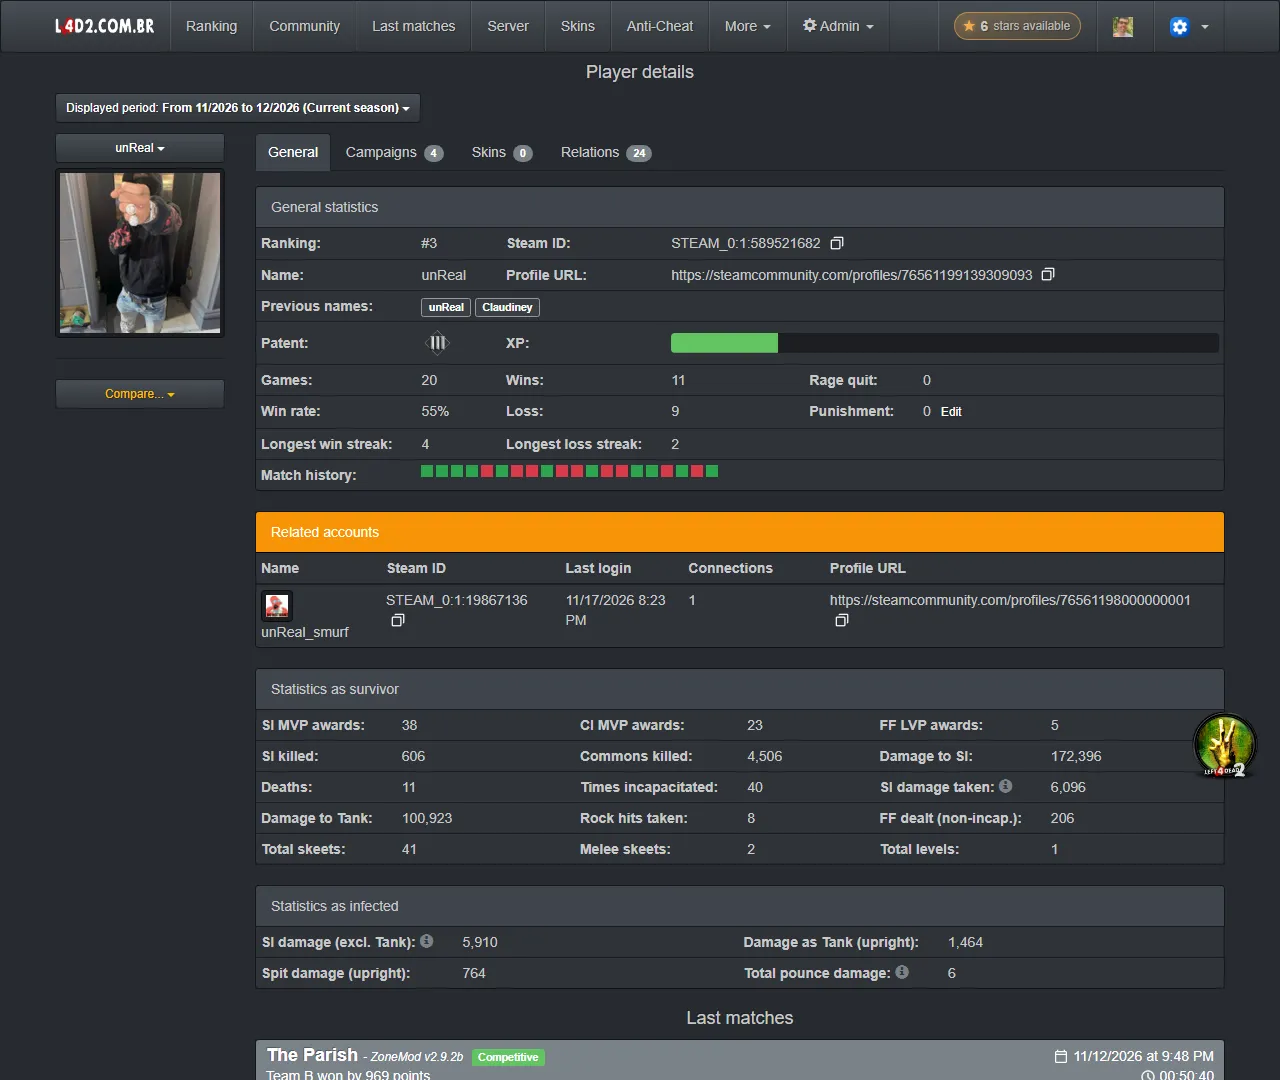 L4D2.COM.BR Ranking Community Last matches Server Skins Anti-Cheat More Admin 6 stars available
Player details
Displayed period: From 11/2026 to 12/2026 (Current season)
unReal
General Campaigns 4 Skins 0 Relations 24
General statistics
Ranking: #3 Steam ID: STEAM_0:1:589521682
Name: unReal Profile URL: https://steamcommunity.com/profiles/76561199139309093
Previous names: unReal Claudiney
Patent: XP:
Compare...
Games: 20 Wins: 11 Rage quit: 0
Win rate: 55% Loss: 9 Punishment: 0 Edit
Longest win streak: 4 Longest loss streak: 2
Match history:
Related accounts
Name Steam ID Last login Connections Profile URL
STEAM_0:1:19867136 11/17/2026 8:23 1 https://steamcommunity.com/profiles/76561198000000001
PM
unReal_smurf
Statistics as survivor
SI MVP awards: 38 CI MVP awards: 23 FF LVP awards: 5
SI killed: 606 Commons killed: 4,506 Damage to SI: 172,396
LEFT 4 DEAD 2
Deaths: 11 Times incapacitated: 40 SI damage taken: 6,096
Damage to Tank: 100,923 Rock hits taken: 8 FF dealt (non-incap.): 206
Total skeets: 41 Melee skeets: 2 Total levels: 1
Statistics as infected
SI damage (excl. Tank): 5,910 Damage as Tank (upright): 1,464
Spit damage (upright): 764 Total pounce damage: 6
Last matches
The Parish - ZoneMod v2.9.2b Competitive 11/12/2026 at 9:48 PM
Team B won by 969 points 00:50:40